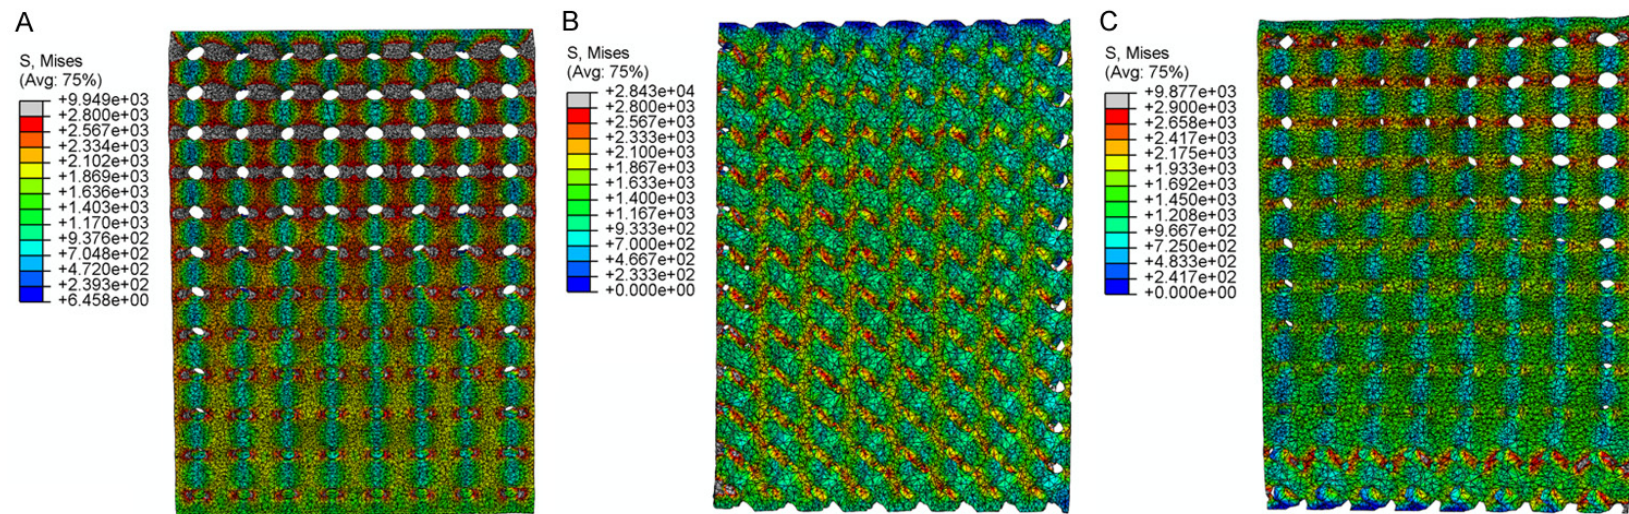 A
S, Mises
(Avg: 75%)
+9.949e+03
+2.800e+03
+2.567e+03
+2.334e+03
+2.102e+03
+1.869e+03
+1.636e+03
+1.403e+03
+1.170e+03
+9.376e+02
+7.048e+02
+4.720e+02
+2.393e+02
+6.458e+00
B
S, Mises
(Avg: 75%)
+2.843e+04
+2.800e+03
+2.567e+03
+2.333e+03
+2.100e+03
+1.867e+03
+1.633e+03
+1.400e+03
+1.167e+03
+9.333e+02
+7.000e+02
+4.667e+02
+2.333e+02
+0.000e+00
C
S, Mises
(Avg: 75%)
+9.877e+03
+2.900e+03
+2.658e+03
+2.417e+03
+2.175e+03
+1.933e+03
+1.692e+03
+1.450e+03
+1.208e+03
+9.667e+02
+7.250e+02
+4.833e+02
+2.417e+02
+0.000e+00